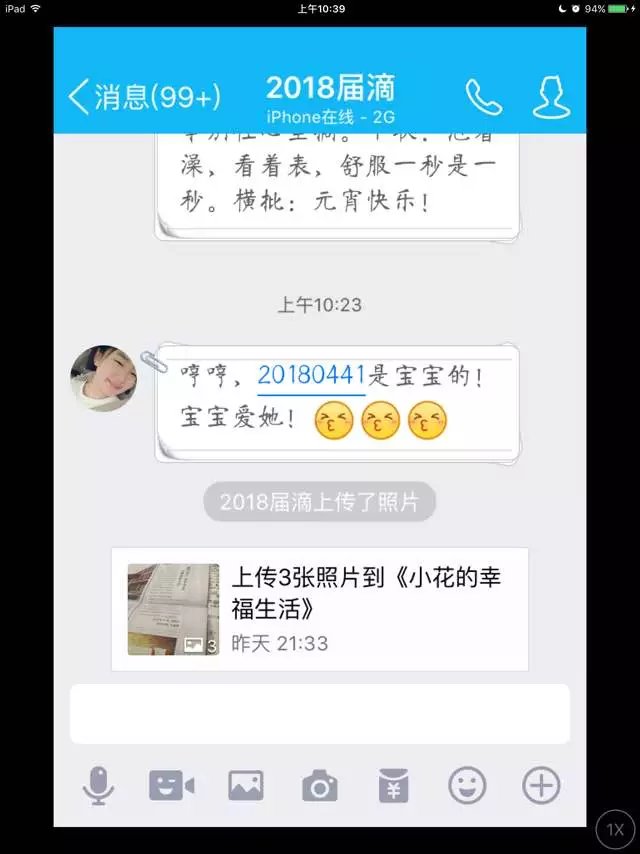 iPad 上午10:39 94%
消息(99+) 2018届滴
iPhone在线 - 2G
澡，看着表，舒服一秒是一
秒。横批：元宵快乐！
上午10:23
哼哼，20180441是宝宝的！
宝宝爱她！
2018届滴上传了照片
上传3张照片到《小花的幸
福生活》
3
昨天 21:33
¥
1X